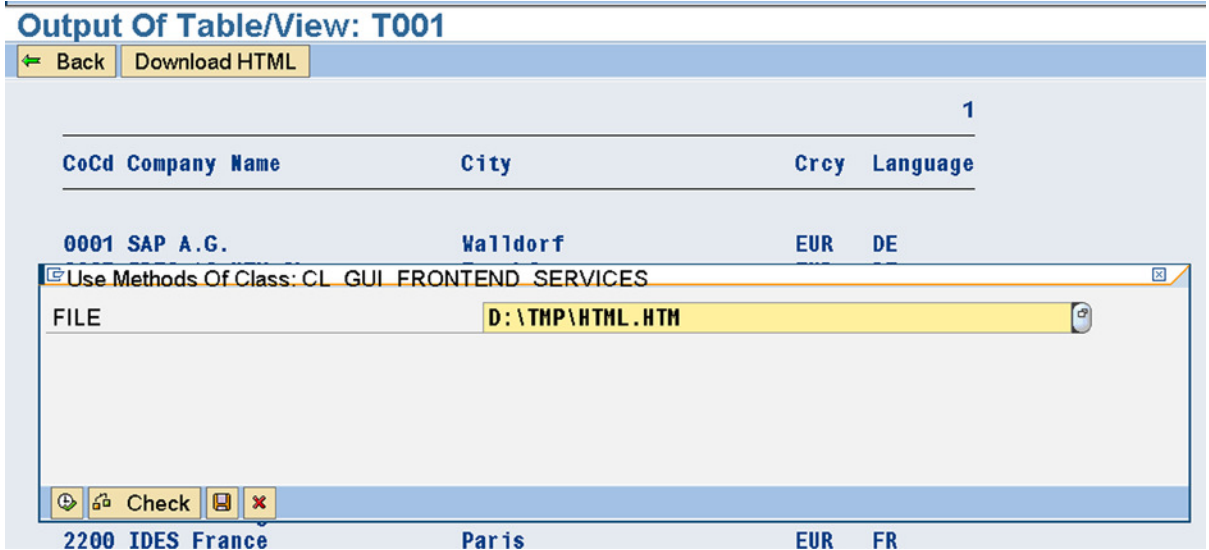 Output Of Table/View: T001
Back Download HTML
1
CoCd Company Name City Crcy Language
0001 SAP A.G. Walldorf EUR DE
Use Methods Of Class: CL_GUI_FRONTEND_SERVICES
FILE D:\TMP\HTML.HTM
Check
2200 IDES France Paris EUR FR